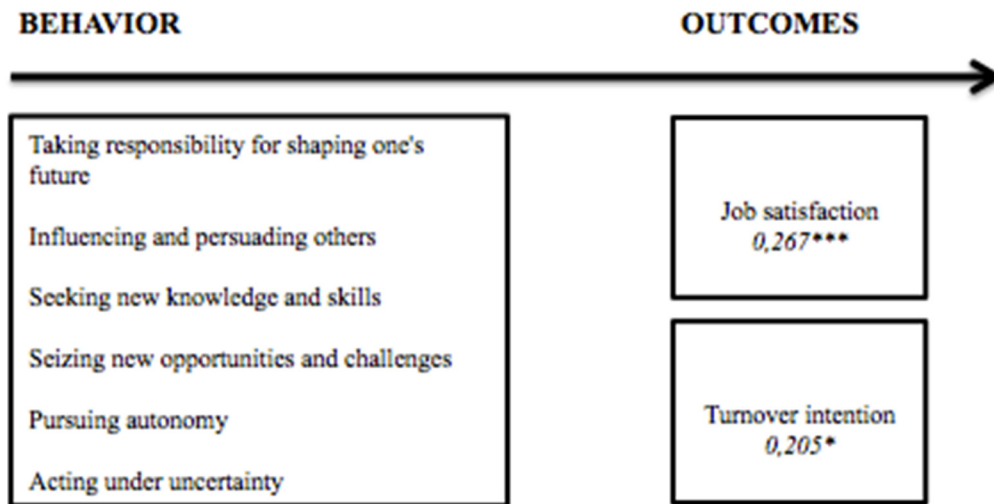 BEHAVIOR
OUTCOMES
Taking responsibility for shaping one's
future
Influencing and persuading others
Seeking new knowledge and skills
Seizing new opportunities and challenges
Pursuing autonomy
Acting under uncertainty
Job satisfaction
0,267***
Turnover intention
0,205*